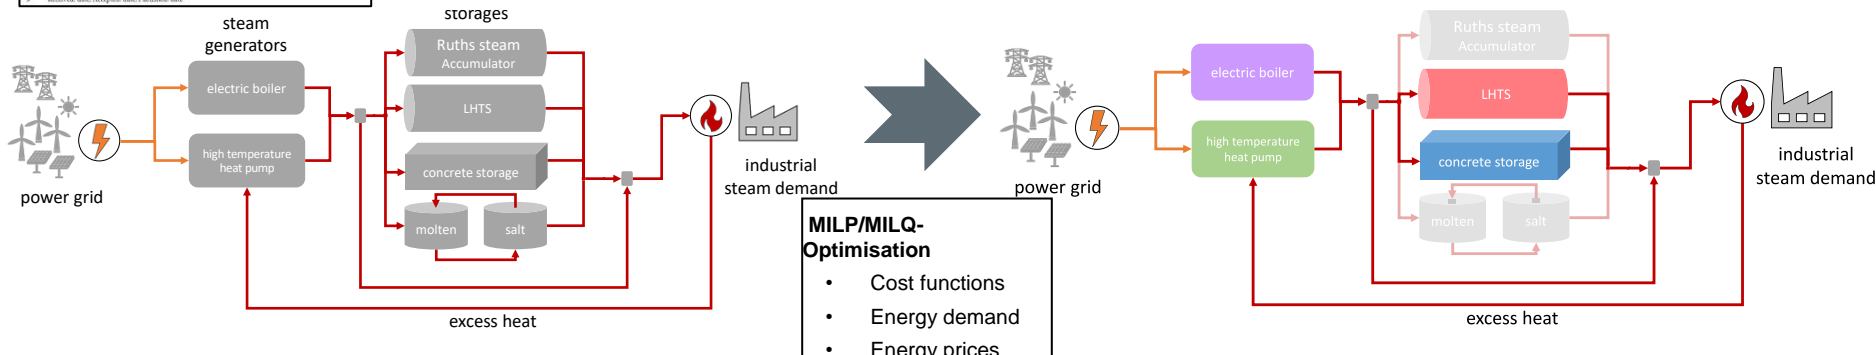 steam
generators
storages
electric boiler
high temperature
heat pump
power grid
Ruths steam
Accumulator
LHTS
concrete storage
molten
salt
industrial
steam demand
excess heat
MILP/MILQ-
Optimisation
• Cost functions
• Energy demand
• Energy prices
electric boiler
high temperature
heat pump
power grid
Ruths steam
Accumulator
LHTS
concrete storage
molten
salt
industrial
steam demand
excess heat